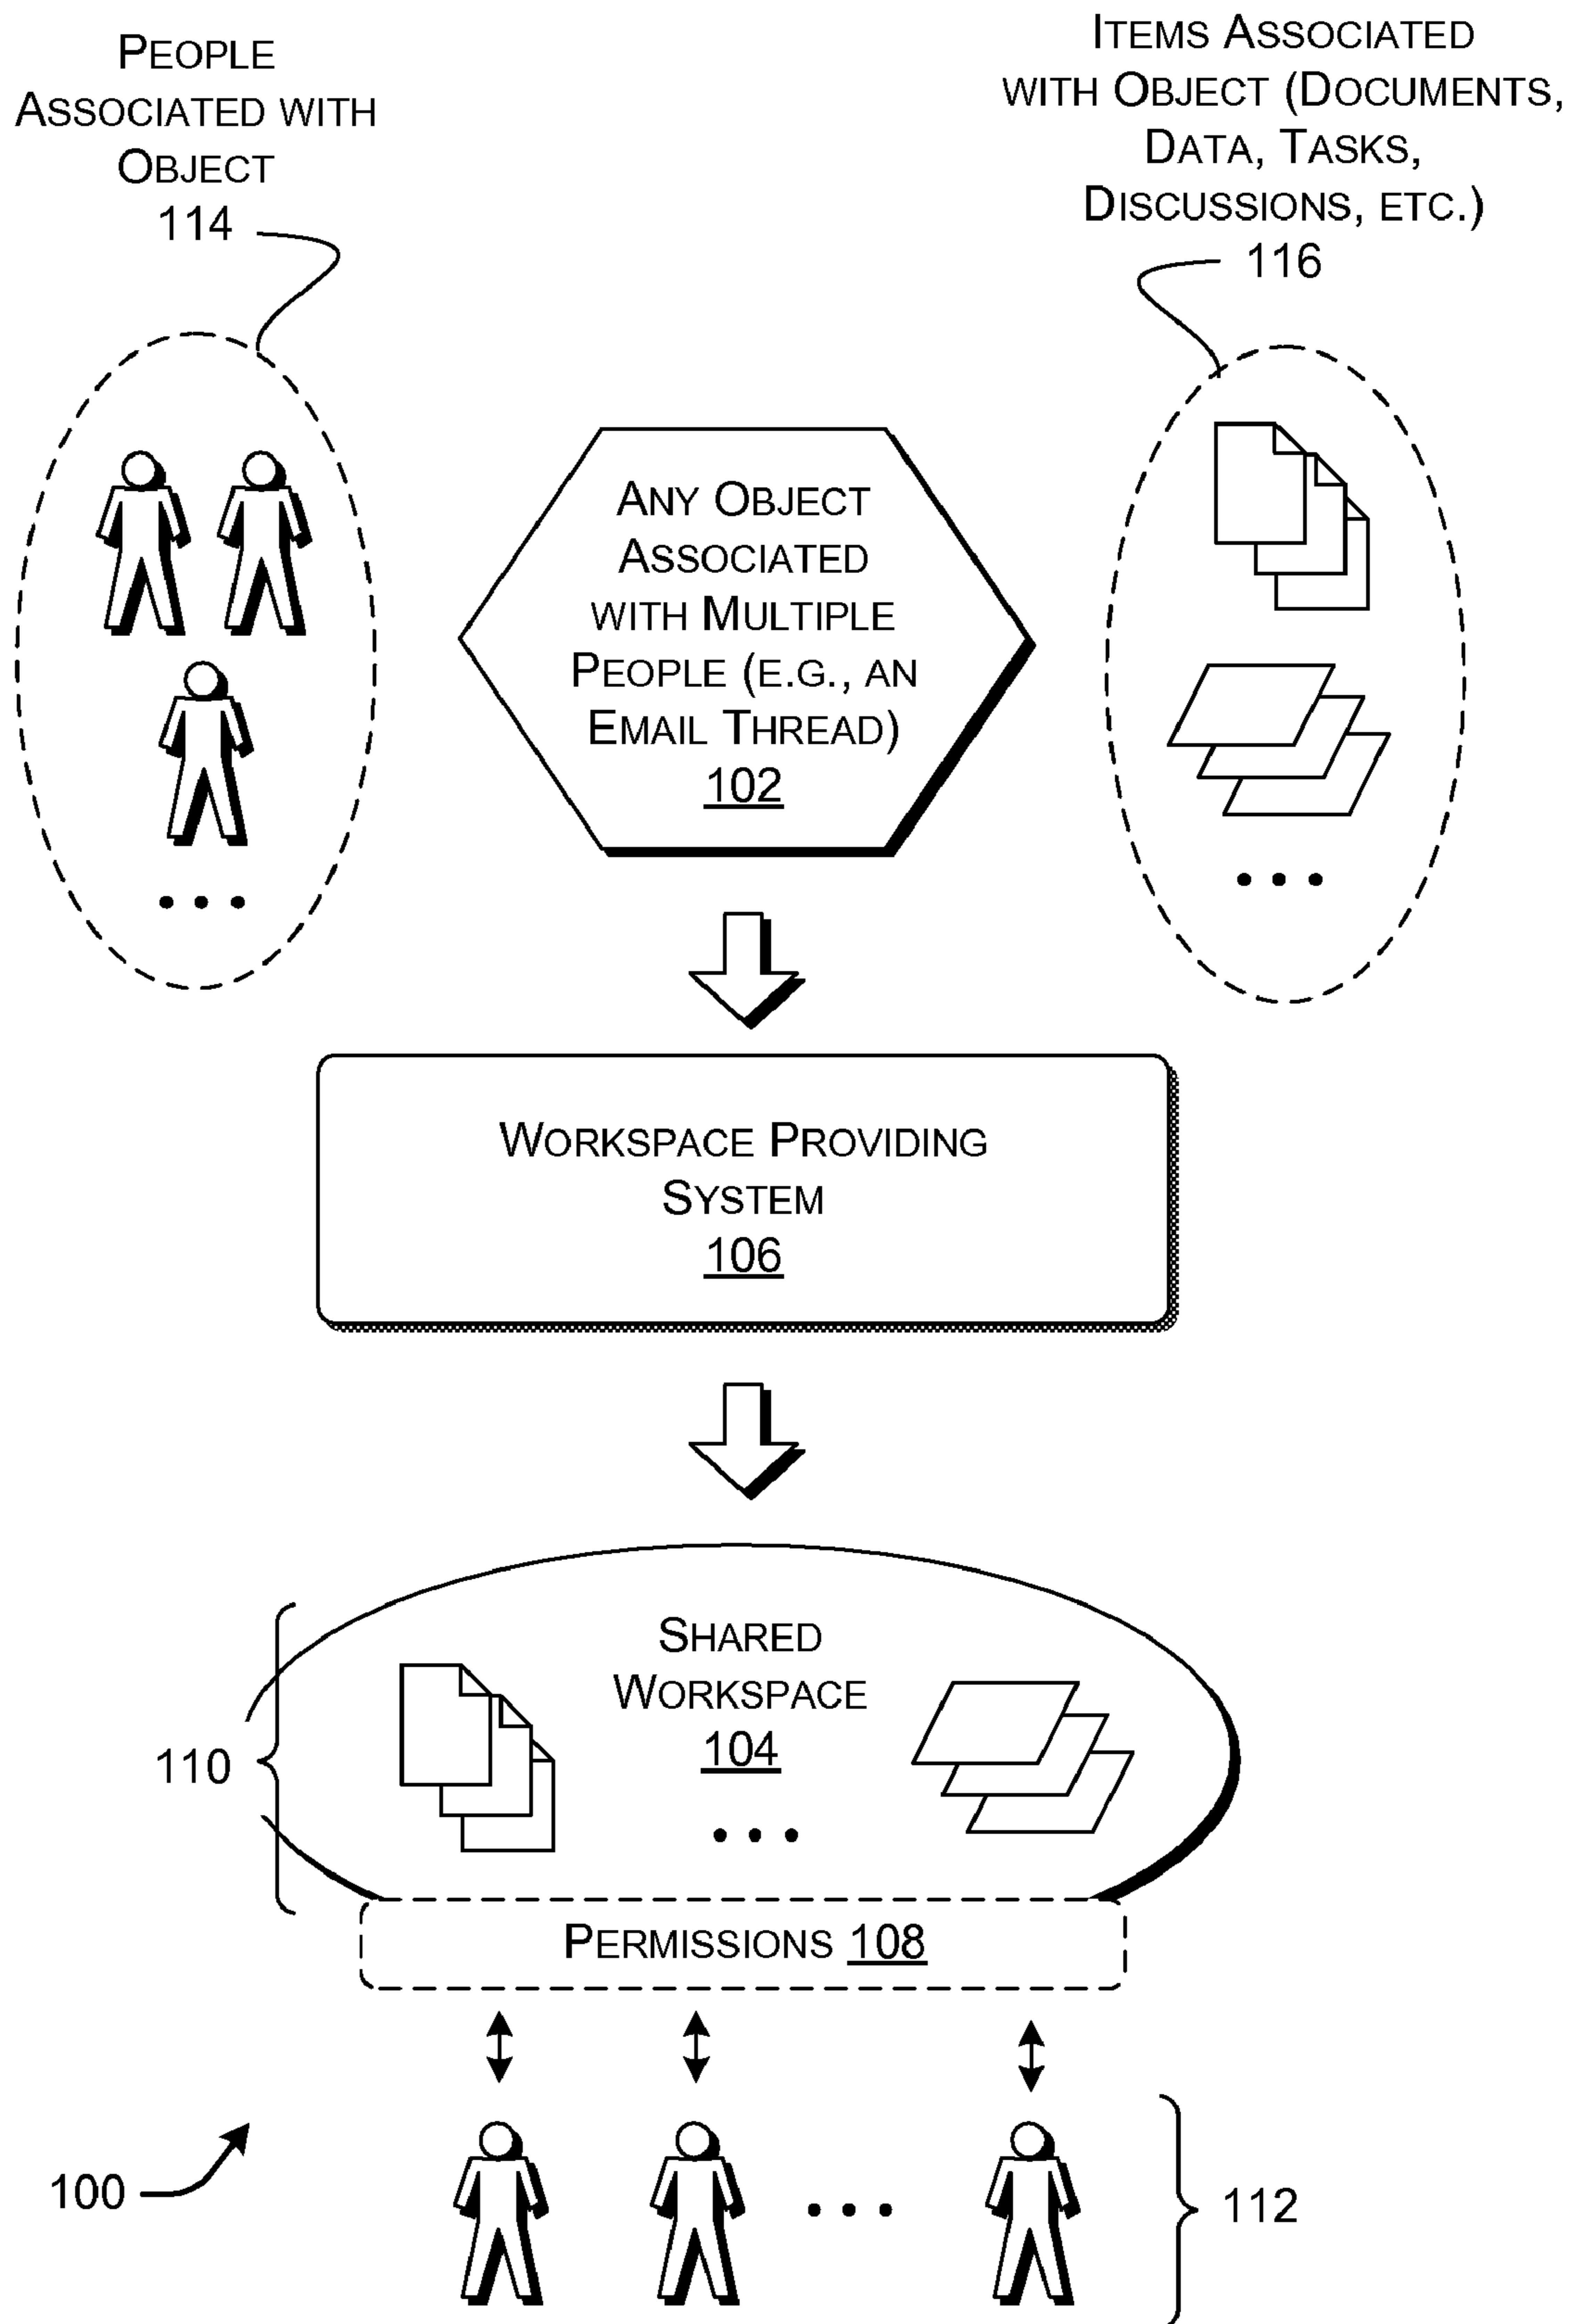 PEOPLE
ASSOCIATED WITH
OBJECT
114
ITEMS ASSOCIATED
WITH OBJECT (DOCUMENTS,
DATA, TASKS,
DISCUSSIONS, ETC.)
116
ANY OBJECT
ASSOCIATED
WITH MULTIPLE
PEOPLE (E.G., AN
EMAIL THREAD)
102
WORKSPACE PROVIDING
SYSTEM
106
SHARED
WORKSPACE
104
110
PERMISSIONS 108
100
112